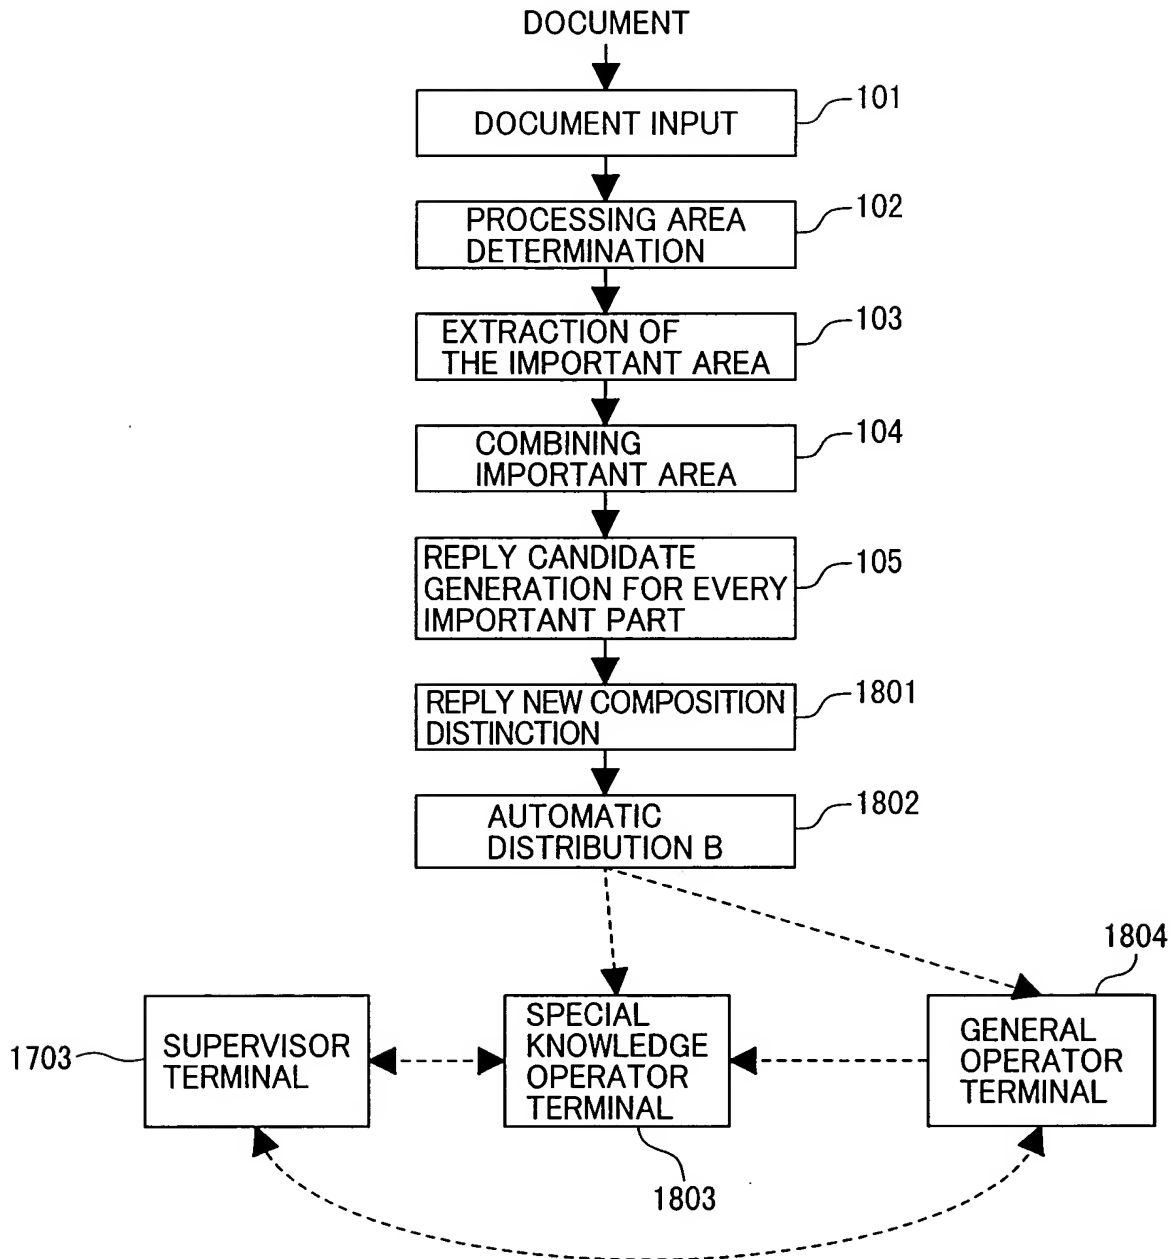 DOCUMENT
DOCUMENT INPUT
101
PROCESSING AREA
DETERMINATION
102
EXTRACTION OF
THE IMPORTANT AREA
103
COMBINING
IMPORTANT AREA
104
REPLY CANDIDATE
GENERATION FOR EVERY
IMPORTANT PART
105
REPLY NEW COMPOSITION
DISTINCTION
1801
AUTOMATIC
DISTRIBUTION B
1802
1703
SUPERVISOR
TERMINAL
SPECIAL
KNOWLEDGE
OPERATOR
TERMINAL
1803
1804
GENERAL
OPERATOR
TERMINAL